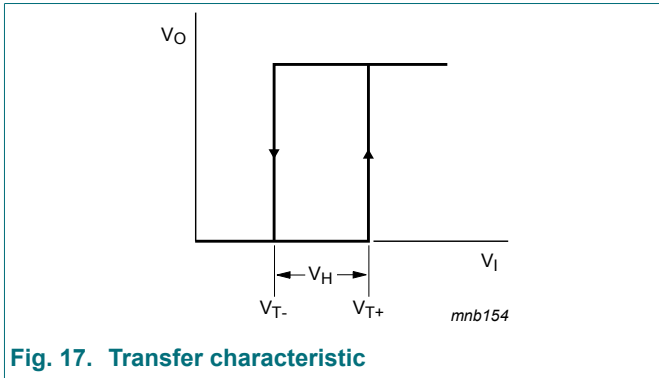 VO
VI
VH
VT-
VT+
mnb154
Fig. 17. Transfer characteristic